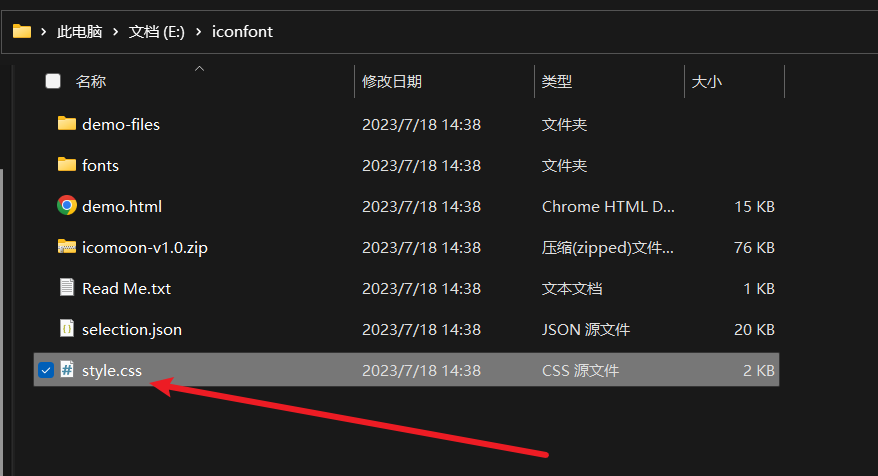 此电脑 > 文档 (E:) > iconfont
名称 修改日期 类型 大小
demo-files 2023/7/18 14:38 文件夹
fonts 2023/7/18 14:38 文件夹
demo.html 2023/7/18 14:38 Chrome HTML D... 15 KB
icomoon-v1.0.zip 2023/7/18 14:38 压缩(zipped)文件... 76 KB
Read Me.txt 2023/7/18 14:38 文本文档 1 KB
selection.json 2023/7/18 14:38 JSON 源文件 20 KB
style.css 2023/7/18 14:38 CSS 源文件 2 KB